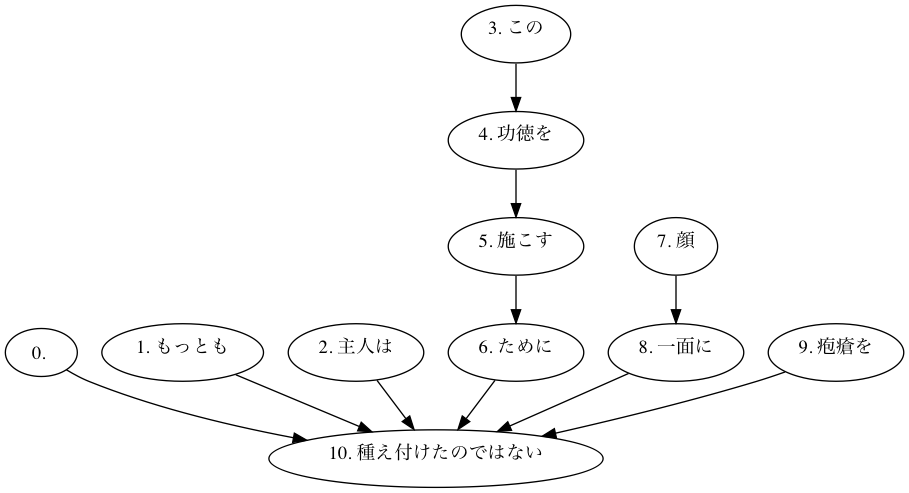 3. この
4. 功徳を
5. 施こす
7. 顔
0.
1. もっとも
2. 主人は
6. ために
8. 一面に
9. 疱瘡を
10. 種え付けたのではない